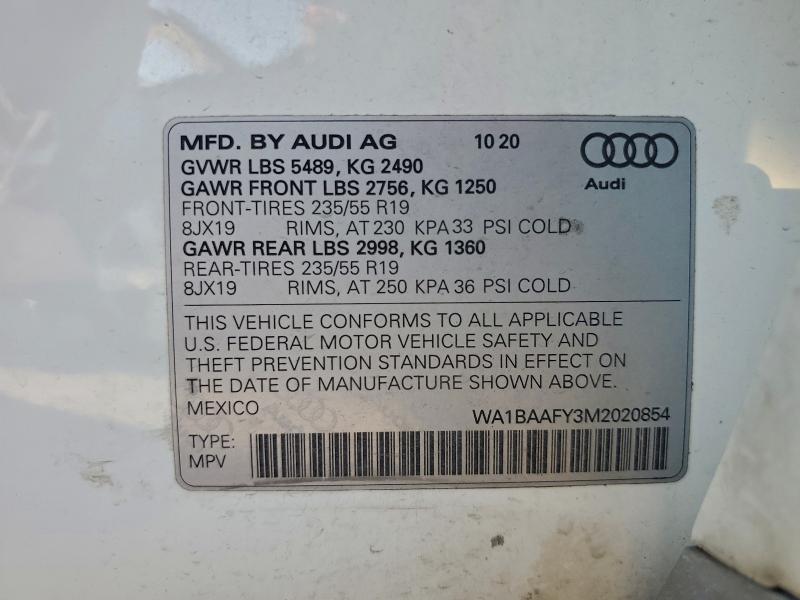 MFD. BY AUDI AG 10 20
GVWR LBS 5489, KG 2490
GAWR FRONT LBS 2756, KG 1250
Audi
FRONT-TIRES 235/55 R19
8JX19 RIMS, AT 230 KPA 33 PSI COLD
GAWR REAR LBS 2998, KG 1360
REAR-TIRES 235/55 R19
8JX19 RIMS, AT 250 KPA 36 PSI COLD
THIS VEHICLE CONFORMS TO ALL APPLICABLE
U.S. FEDERAL MOTOR VEHICLE SAFETY AND
THEFT PREVENTION STANDARDS IN EFFECT ON
THE DATE OF MANUFACTURE SHOWN ABOVE.
MEXICO WA1BAAFY3M2020854
TYPE:
MPV